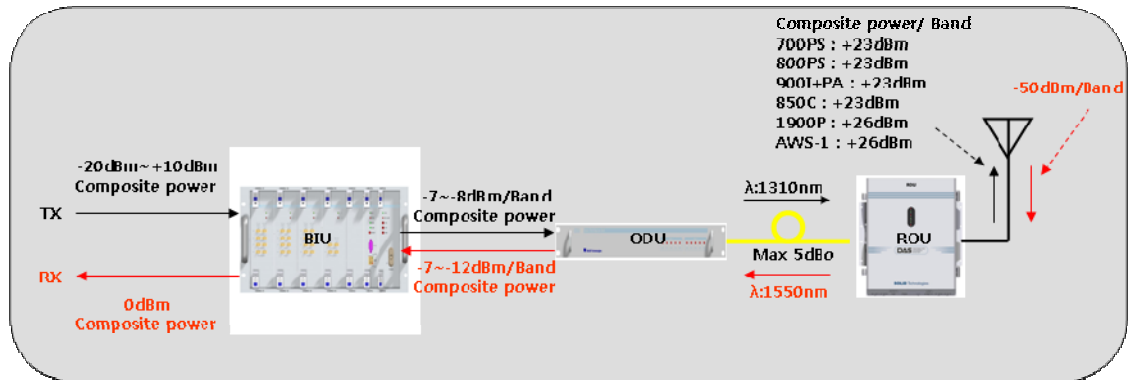 Composite power/ Band
700PS : +23dBm
800PS : +23dBm
900I+PA : +23dBm
850C : +23dBm
1900P : +26dBm
AWS-1 : +26dBm
-50dBm/Band
-20dBm~+10dBm
Composite power
TX
BIU
-7~-8dBm/Band
Composite power
ODU
λ:1310nm
ROU
DAS
Max 5dBo
RX
-7~-12dBm/Band
Composite power
λ:1550nm
0dBm
Composite power